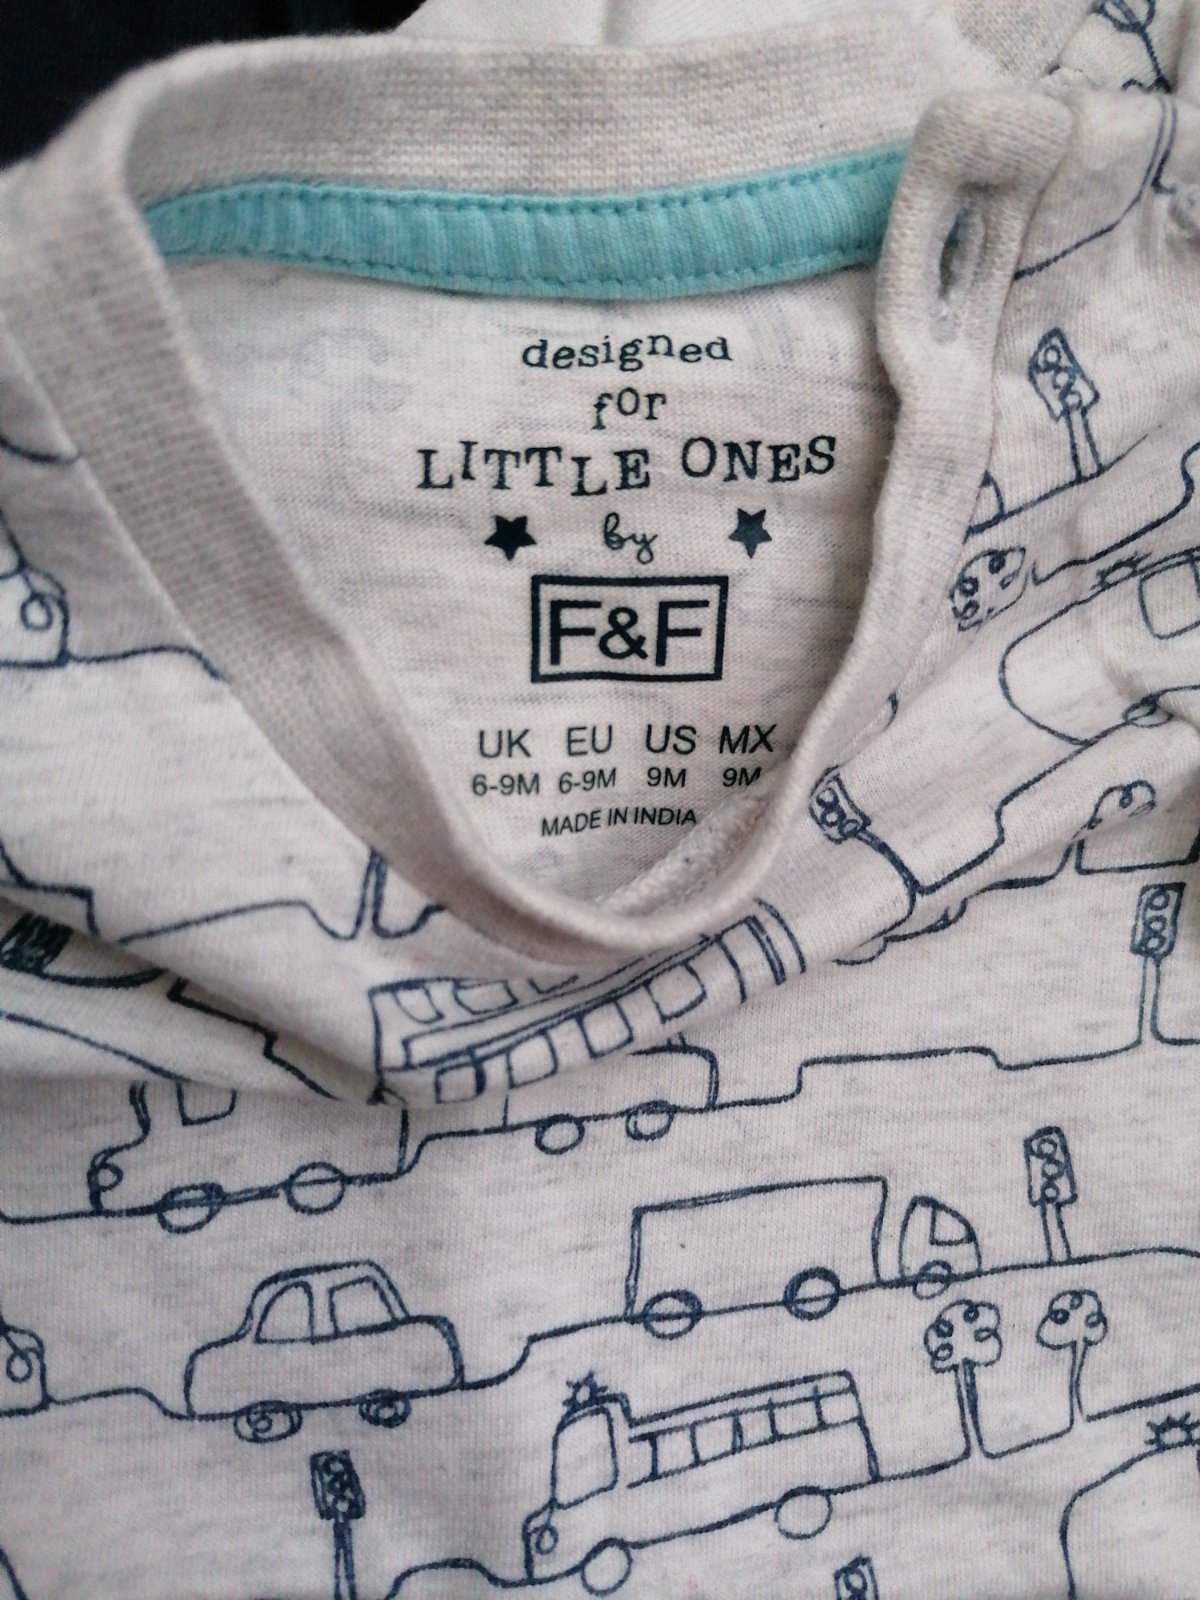 designed
for
LITTLE ONES
by
F&F
UK EU US MX
6-9M 6-9M 9M 9M
MADE IN INDIA